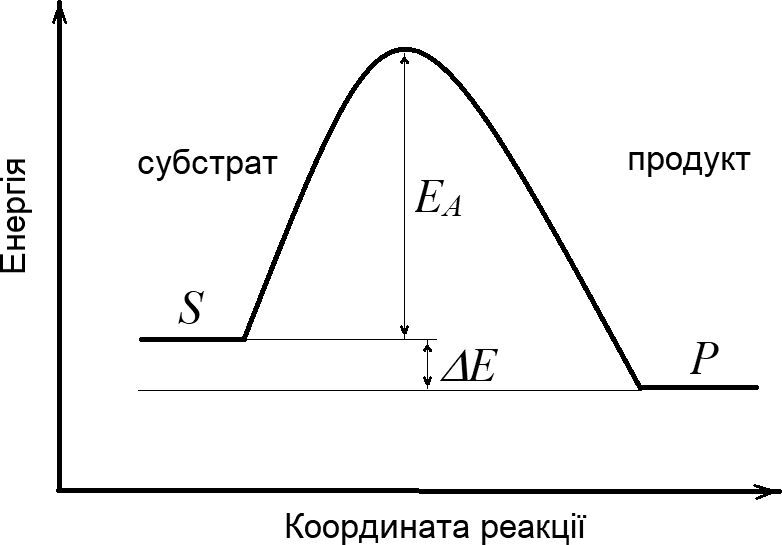 Енергія
субстрат
продукт
E_A
S
ΔE
P
Координата реакції